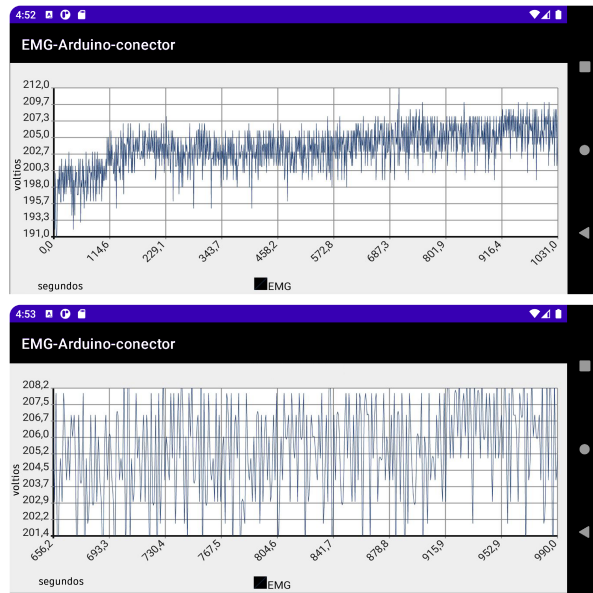 4:52
EMG-Arduino-conector
212,0
209,7
207,3
205,0
202,7
200,3
198,0
195,7
193,3
191,0
voltios
0,0 114,6 229,1 343,7 458,2 572,8 687,3 801,9 916,4 1031,0
segundos EMG
4:53
EMG-Arduino-conector
208,2
207,5
206,7
206,0
205,2
204,5
203,7
202,9
202,2
201,4
voltios
656,2 693,3 730,4 767,5 804,6 841,7 878,8 915,9 952,9 990,0
segundos EMG